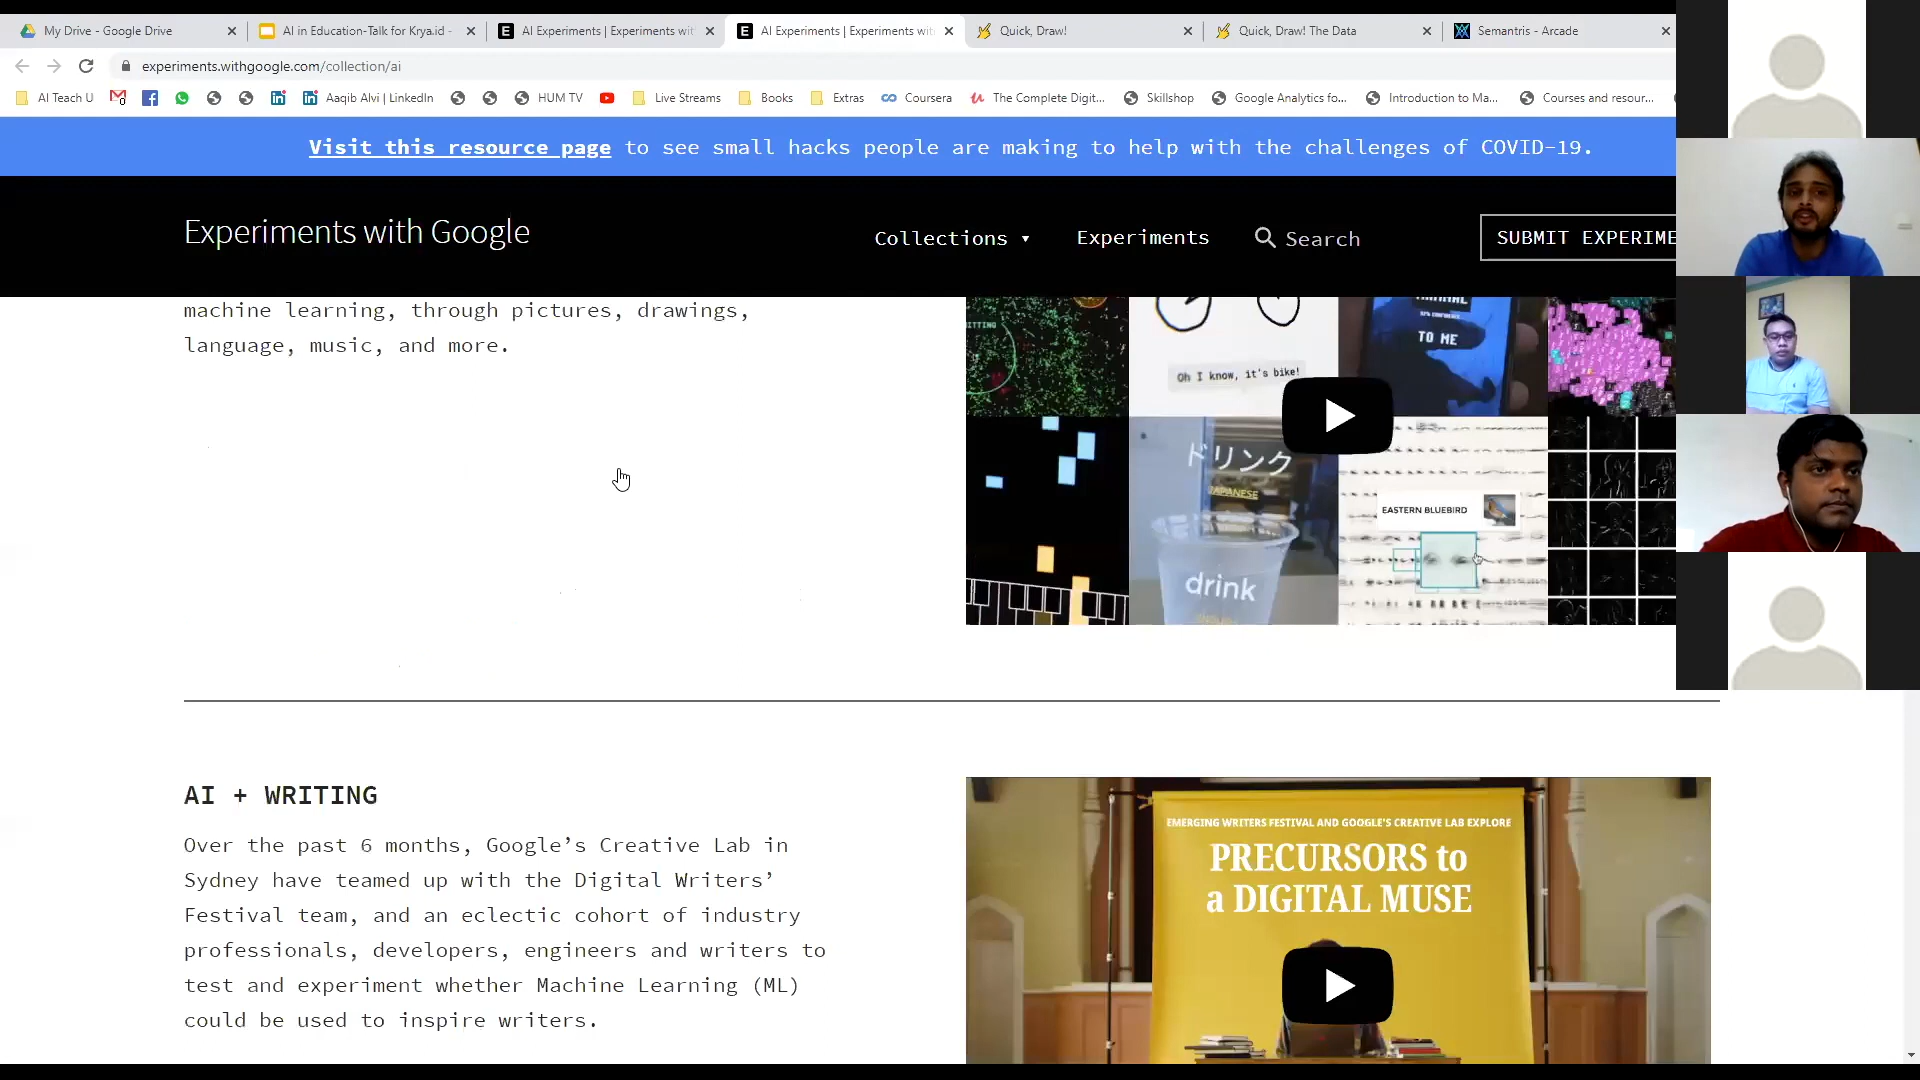 My Drive - Google Drive
AI in Education-Talk for Krya.id -
AI Experiments | Experiments wit
AI Experiments | Experiments wit
Quick, Draw!
Quick, Draw! The Data
Semantris - Arcade
experiments.withgoogle.com/collection/ai
AI Teach U
Aaqib Alvi | LinkedIn
HUM TV
Live Streams
Books
Extras
Coursera
The Complete Digit...
Skillshop
Google Analytics fo...
Introduction to Ma...
Courses and resour...
Visit this resource page to see small hacks people are making to help with the challenges of COVID-19.
Experiments with Google
Collections ▾
Experiments
Search
SUBMIT EXPERIME
machine learning, through pictures, drawings,
language, music, and more.
Oh I know, it's bike!
TO ME
ドリンク
JAPANESE
drink
EASTERN BLUEBIRD
AI + WRITING
Over the past 6 months, Google’s Creative Lab in
Sydney have teamed up with the Digital Writers’
Festival team, and an eclectic cohort of industry
professionals, developers, engineers and writers to
test and experiment whether Machine Learning (ML)
could be used to inspire writers.
EMERGING WRITERS FESTIVAL AND GOOGLE'S CREATIVE LAB EXPLORE
PRECURSORS to
a DIGITAL MUSE